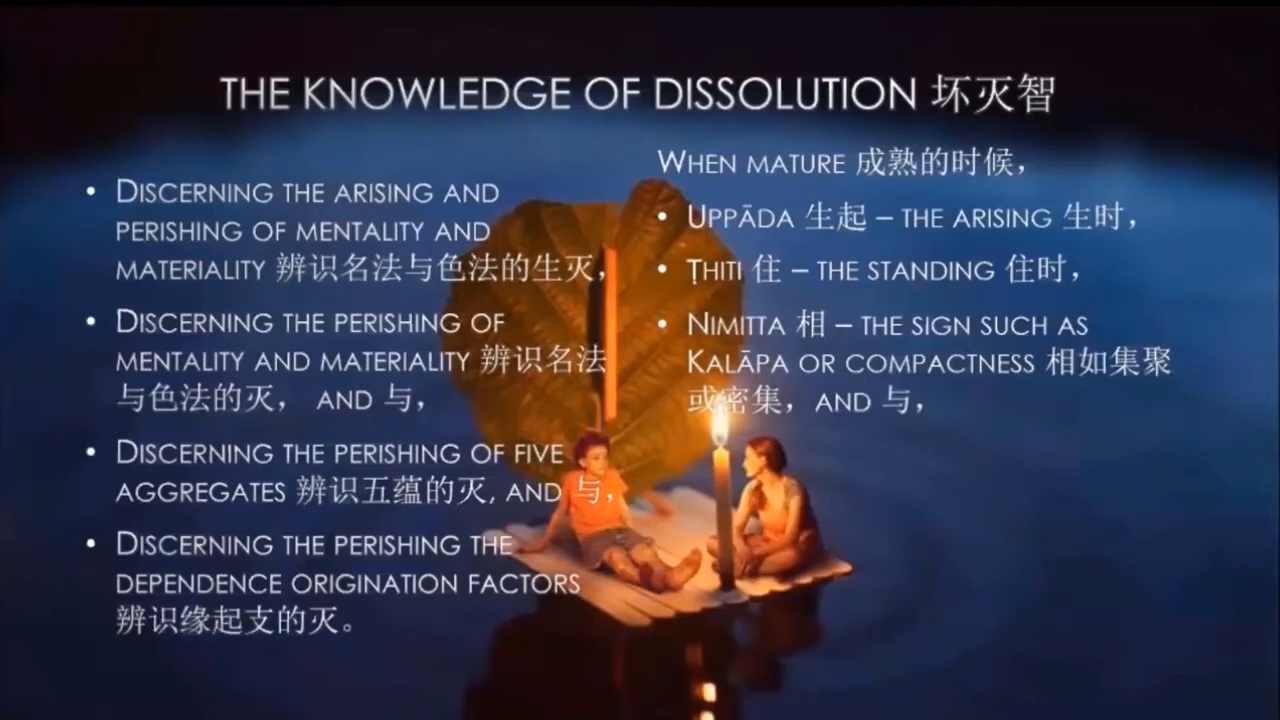 THE KNOWLEDGE OF DISSOLUTION 坏灭智
• DISCERNING THE ARISING AND
PERISHING OF MENTALITY AND
MATERIALITY 辨识名法与色法的生灭，
• DISCERNING THE PERISHING OF
MENTALITY AND MATERIALITY 辨识名法
与色法的灭， AND 与，
• DISCERNING THE PERISHING OF FIVE
AGGREGATES 辨识五蕴的灭, AND 与，
• DISCERNING THE PERISHING THE
DEPENDENCE ORIGINATION FACTORS
辨识缘起支的灭。
WHEN MATURE 成熟的时候，
• UPPĀDA 生起 – THE ARISING 生时，
• ṬHITI 住 – THE STANDING 住时，
• NIMITTA 相 – THE SIGN SUCH AS
KALĀPA OR COMPACTNESS 相如集聚
或密集，AND 与，